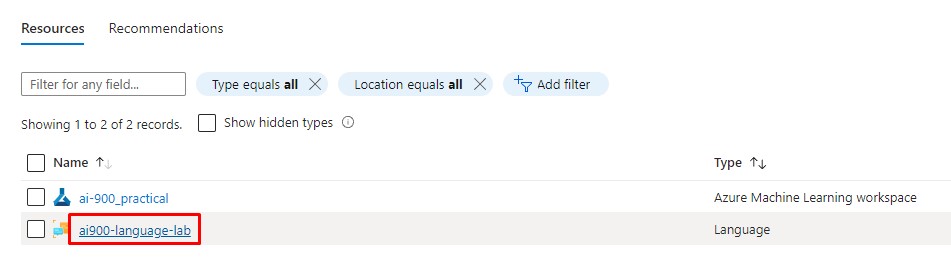 Resources Recommendations
Filter for any field... Type equals all Location equals all Add filter
Showing 1 to 2 of 2 records. Show hidden types
Name Type
ai-900_practical Azure Machine Learning workspace
ai900-language-lab Language